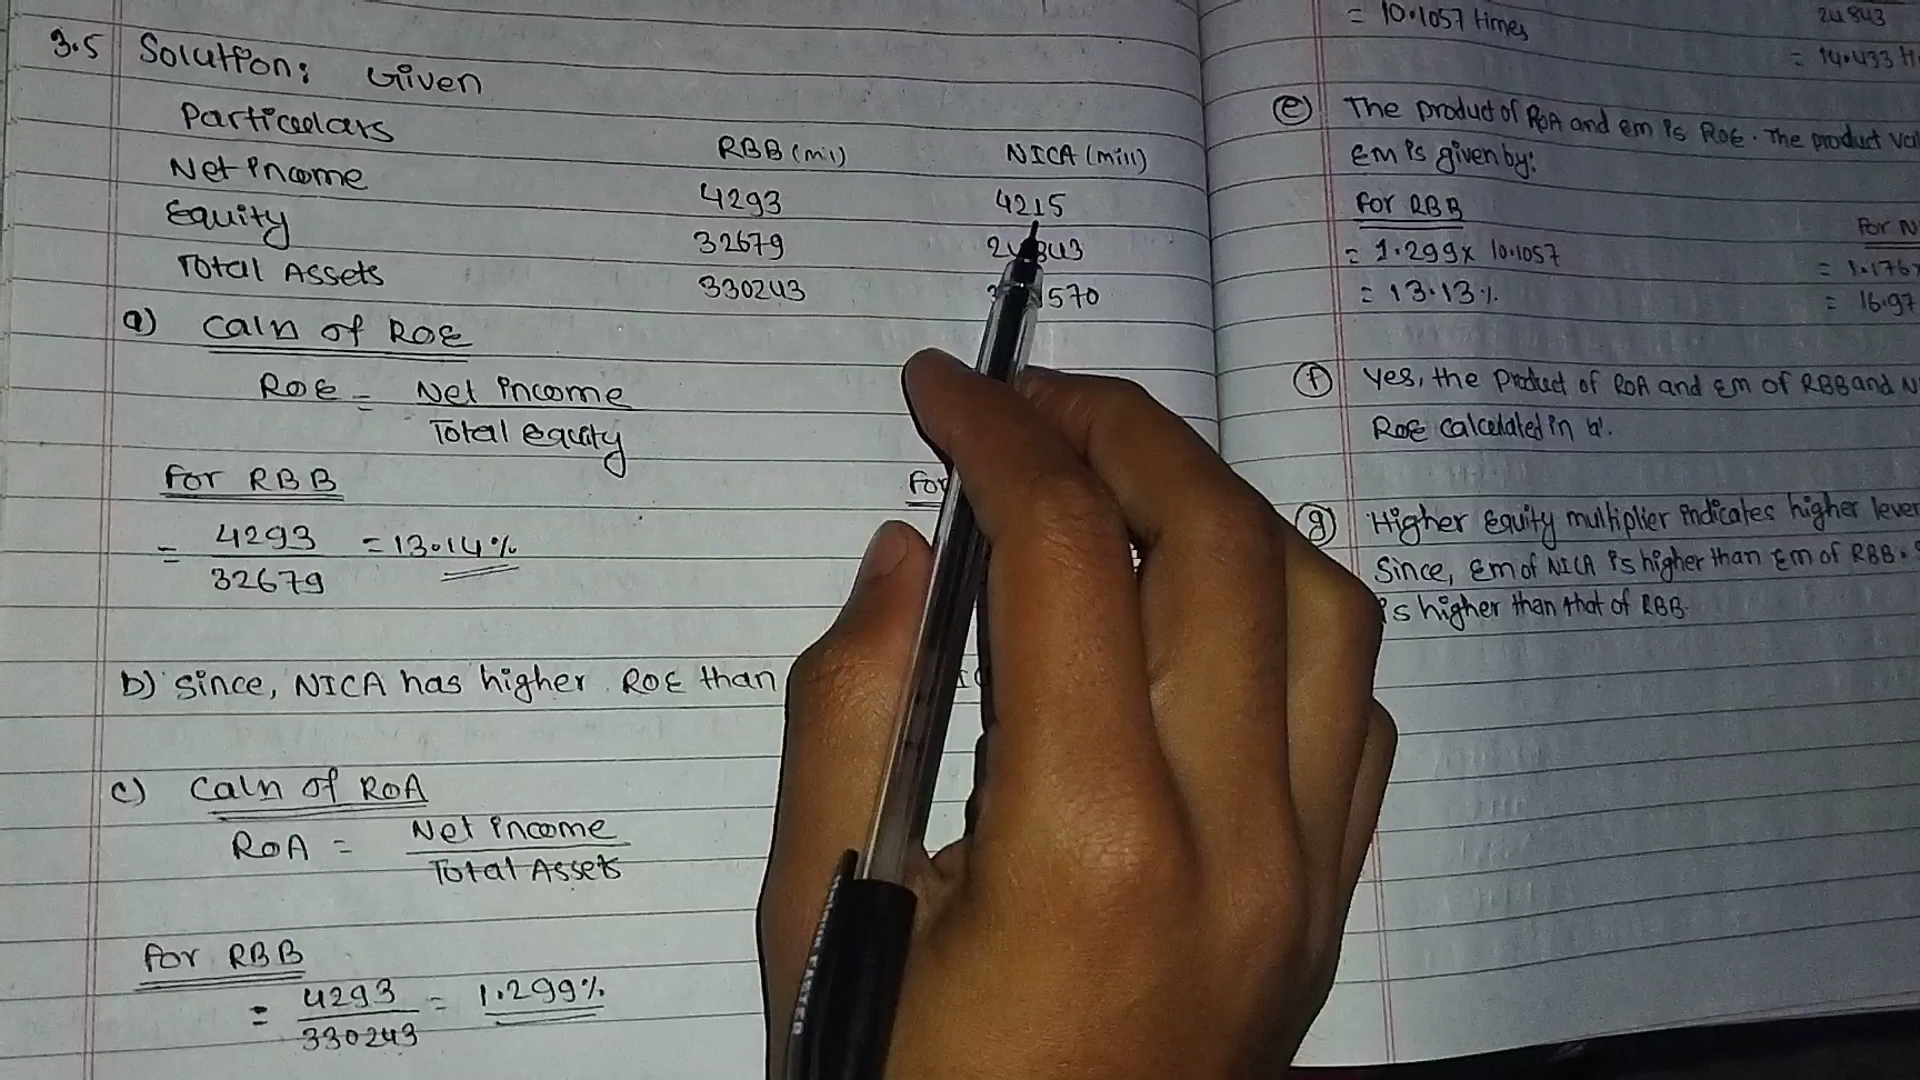 3.5 Solution: Given
Particulars RBB (mil) NICA (mill)
Net income 4293 4215
Equity 32679
Total Assets 330243
a) Caln of ROE
ROE = Net income
Total equity
For RBB For
= 4293 = 13.14%
32679
b) Since, NICA has higher ROE than
c) Caln of ROA
ROA = Net income
Total Assets
For RBB
= 4293 = 1.299%
330243
= 10.1057 times 24843
= 14.433
e) The product of ROA and em is ROE. The product
EM is given by:
For RBB For
= 1.299 x 10.1057 = 1.176
= 13.13% = 16.97
f) Yes, the product of ROA and Em of RBB and
ROE calculated in 'a'.
g) Higher Equity multiplier indicates higher
Since, Em of NICA is higher than Em of RBB.
is higher than that of RBB.